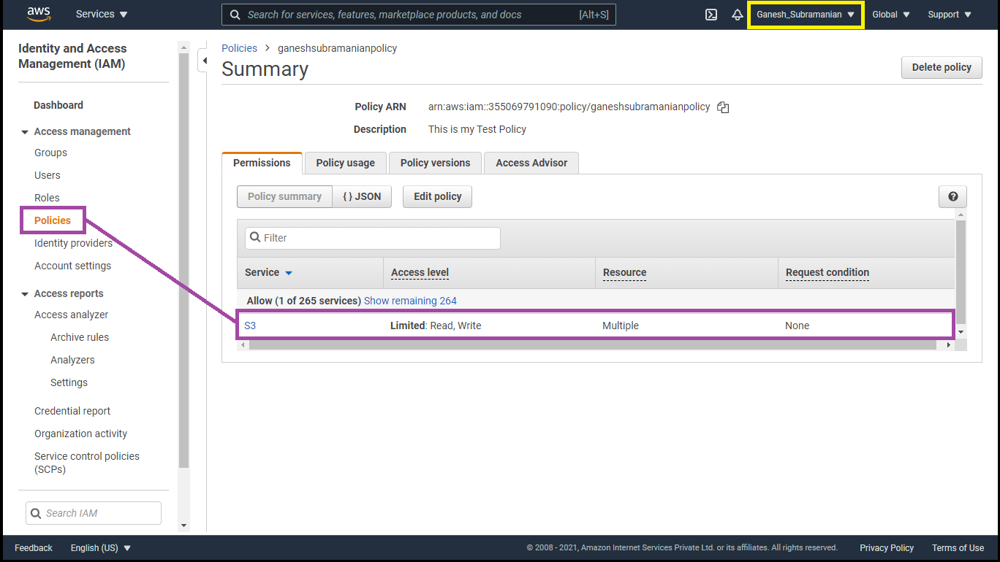 aws
Services
Search for services, features, marketplace products, and docs [Alt+S]
Ganesh_Subramanian
Global
Support
Identity and Access
Management (IAM)
Dashboard
Access management
Groups
Users
Roles
Policies
Identity providers
Account settings
Access reports
Access analyzer
Archive rules
Analyzers
Settings
Credential report
Organization activity
Service control policies
(SCPs)
Search IAM
Policies > ganeshsubramanianpolicy
Summary
Delete policy
Policy ARN arn:aws:iam::355069791090:policy/ganeshsubramanianpolicy
Description This is my Test Policy
Permissions Policy usage Policy versions Access Advisor
Policy summary { } JSON Edit policy ?
Filter
Service Access level Resource Request condition
Allow (1 of 265 services) Show remaining 264
S3 Limited: Read, Write Multiple None
Feedback English (US) © 2008 - 2021, Amazon Internet Services Private Ltd. or its affiliates. All rights reserved. Privacy Policy Terms of Use